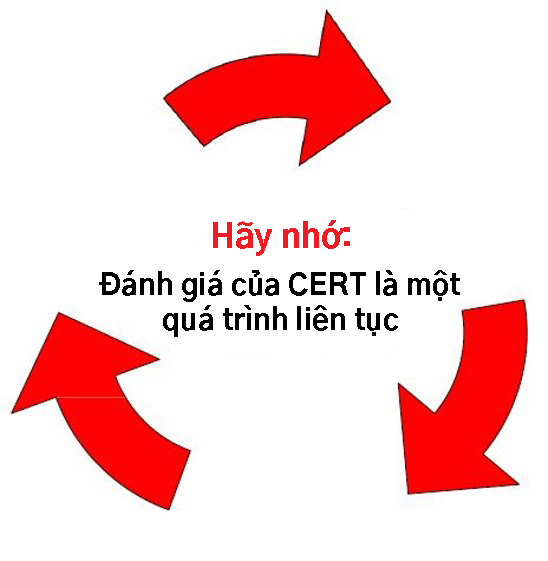 Hãy nhớ:
Đánh giá của CERT là một
quá trình liên tục